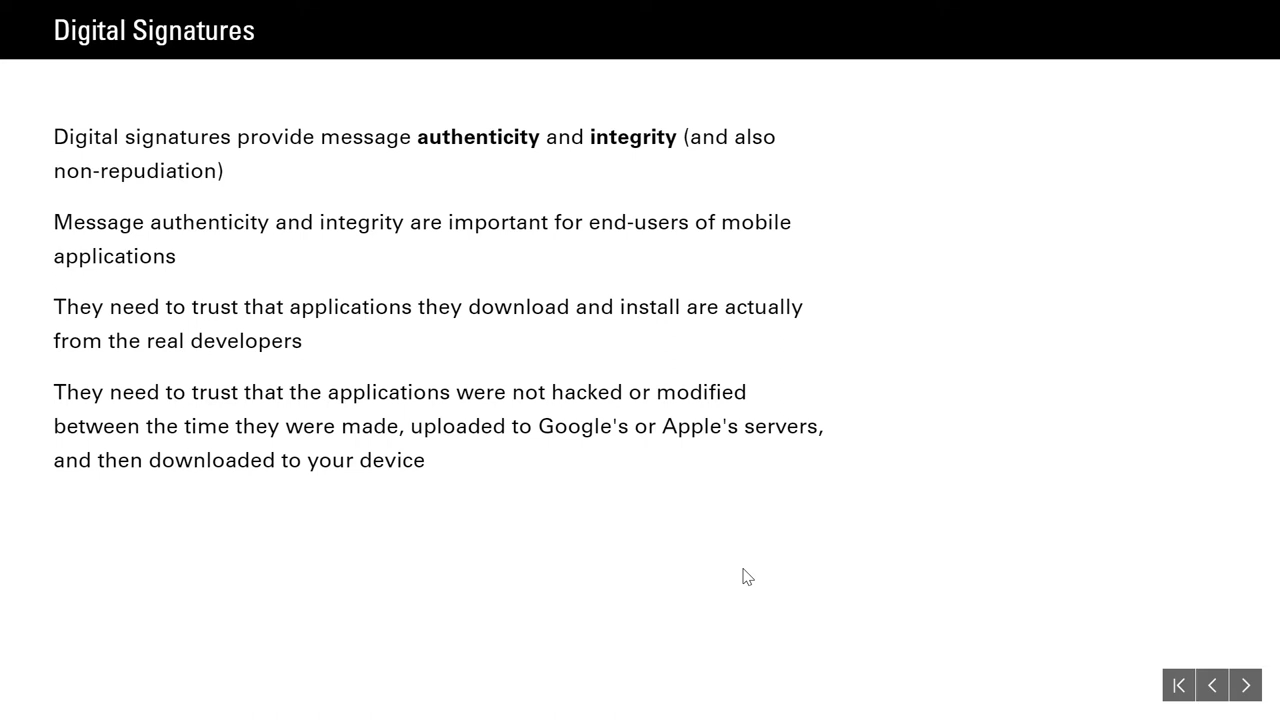 Digital Signatures
Digital signatures provide message authenticity and integrity (and also
non-repudiation)
Message authenticity and integrity are important for end-users of mobile
applications
They need to trust that applications they download and install are actually
from the real developers
They need to trust that the applications were not hacked or modified
between the time they were made, uploaded to Google's or Apple's servers,
and then downloaded to your device